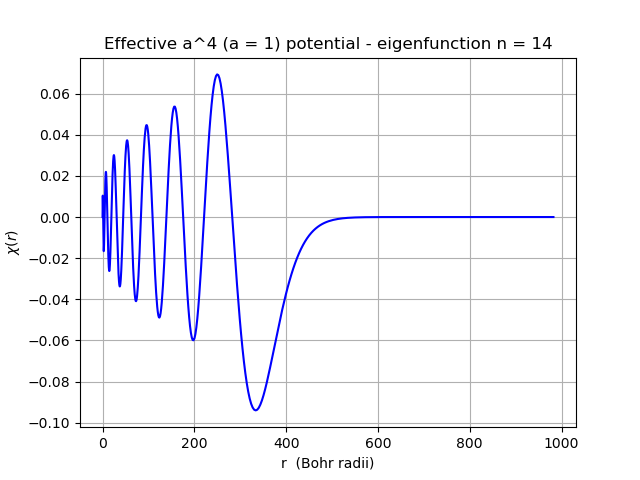 Effective a^4 (a = 1) potential - eigenfunction n = 14
0.06
0.04
0.02
0.00
−0.02
−0.04
−0.06
−0.08
−0.10
χ(r)
0 200 400 600 800 1000
r (Bohr radii)